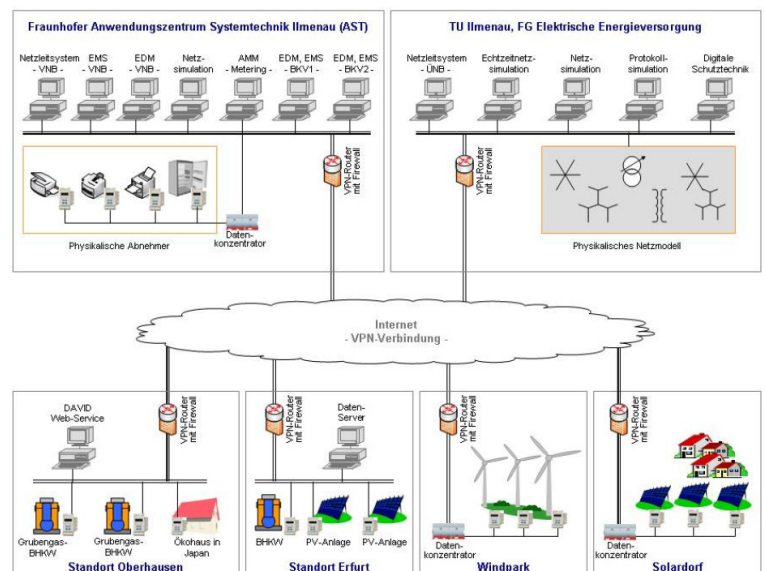 Fraunhofer Anwendungszentrum Systemtechnik Ilmenau (AST)
Netzleitsystem
- VNB -
EMS
- VNB -
EDM
- VNB -
Netz-
simulation
AMM
- Metering -
EDM, EMS
- BKV1 -
EDM, EMS
- BKV2 -
VPN-Router
mit Firewall
Physikalische Abnehmer
Daten-
konzentrator
TU Ilmenau, FG Elektrische Energieversorgung
Netzleitsystem
- ÜNB -
Echtzeitnetz-
simulation
Netz-
simulation
Protokoll-
simulation
Digitale
Schutztechnik
VPN-Router
mit Firewall
Physikalisches Netzmodell
Internet
- VPN-Verbindung -
DAVID
Web-Service
VPN-Router
mit Firewall
Grubengas-
BHKW
Grubengas-
BHKW
Ökohaus in
Japan
Standort Oberhausen
VPN-Router
mit Firewall
Daten-
Server
BHKW
PV-Anlage
PV-Anlage
Standort Erfurt
VPN-Router
mit Firewall
Daten-
konzentrator
Windpark
VPN-Router
mit Firewall
Daten-
konzentrator
Solardorf